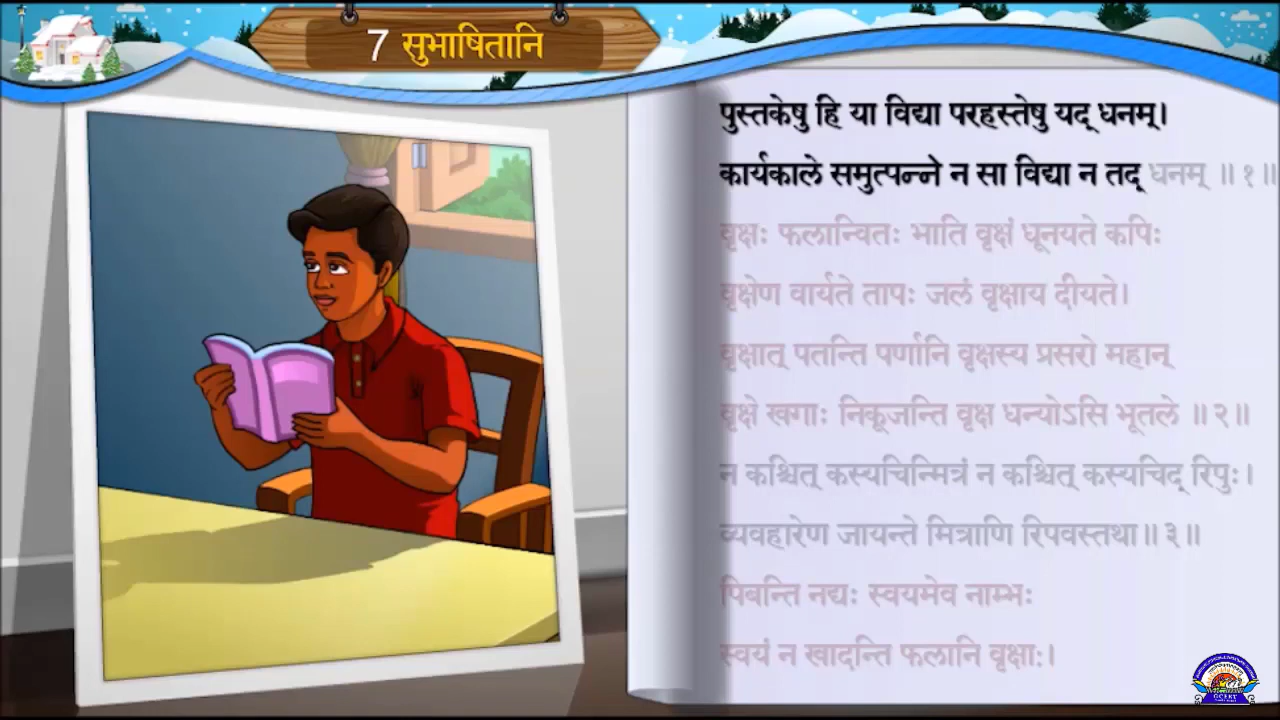 7 सुभाषितानि
पुस्तकेषु हि या विद्या परहस्तेषु यद् धनम्।
कार्यकाले समुत्पन्ने न सा विद्या न तद् धनम् ॥१॥
वृक्षः फलान्वितः भाति वृक्षं धूनयते कपिः
वृक्षेण वार्यते तापः जलं वृक्षाय दीयते।
वृक्षात् पतन्ति पर्णानि वृक्षस्य प्रसरो महान्
वृक्षे खगाः निकूजन्ति वृक्ष धन्योऽसि भूतले ॥२॥
न कश्चित् कस्यचिन्मित्रं न कश्चित् कस्यचिद् रिपुः।
व्यवहारेण जायन्ते मित्राणि रिपवस्तथा॥३॥
पिबन्ति नद्यः स्वयमेव नाम्भः
स्वयं न खादन्ति फलानि वृक्षाः।
GCERT